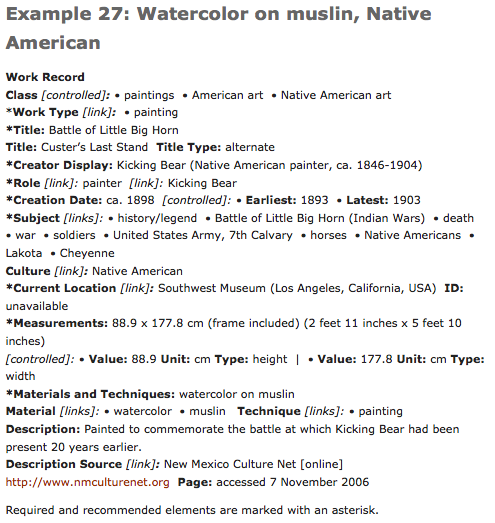 Example 27: Watercolor on muslin, Native
American
Work Record
Class [controlled]: • paintings • American art • Native American art
*Work Type [link]: • painting
*Title: Battle of Little Big Horn
Title: Custer's Last Stand Title Type: alternate
*Creator Display: Kicking Bear (Native American painter, ca. 1846-1904)
*Role [link]: painter [link]: Kicking Bear
*Creation Date: ca. 1898 [controlled]: • Earliest: 1893 • Latest: 1903
*Subject [links]: • history/legend • Battle of Little Big Horn (Indian Wars) • death
• war • soldiers • United States Army, 7th Calvary • horses • Native Americans •
Lakota • Cheyenne
Culture [link]: Native American
*Current Location [link]: Southwest Museum (Los Angeles, California, USA) ID:
unavailable
*Measurements: 88.9 x 177.8 cm (frame included) (2 feet 11 inches x 5 feet 10
inches)
[controlled]: • Value: 88.9 Unit: cm Type: height | • Value: 177.8 Unit: cm Type:
width
*Materials and Techniques: watercolor on muslin
Material [links]: • watercolor • muslin Technique [links]: • painting
Description: Painted to commemorate the battle at which Kicking Bear had been
present 20 years earlier.
Description Source [link]: New Mexico Culture Net [online]
http://www.nmculturenet.org Page: accessed 7 November 2006
Required and recommended elements are marked with an asterisk.